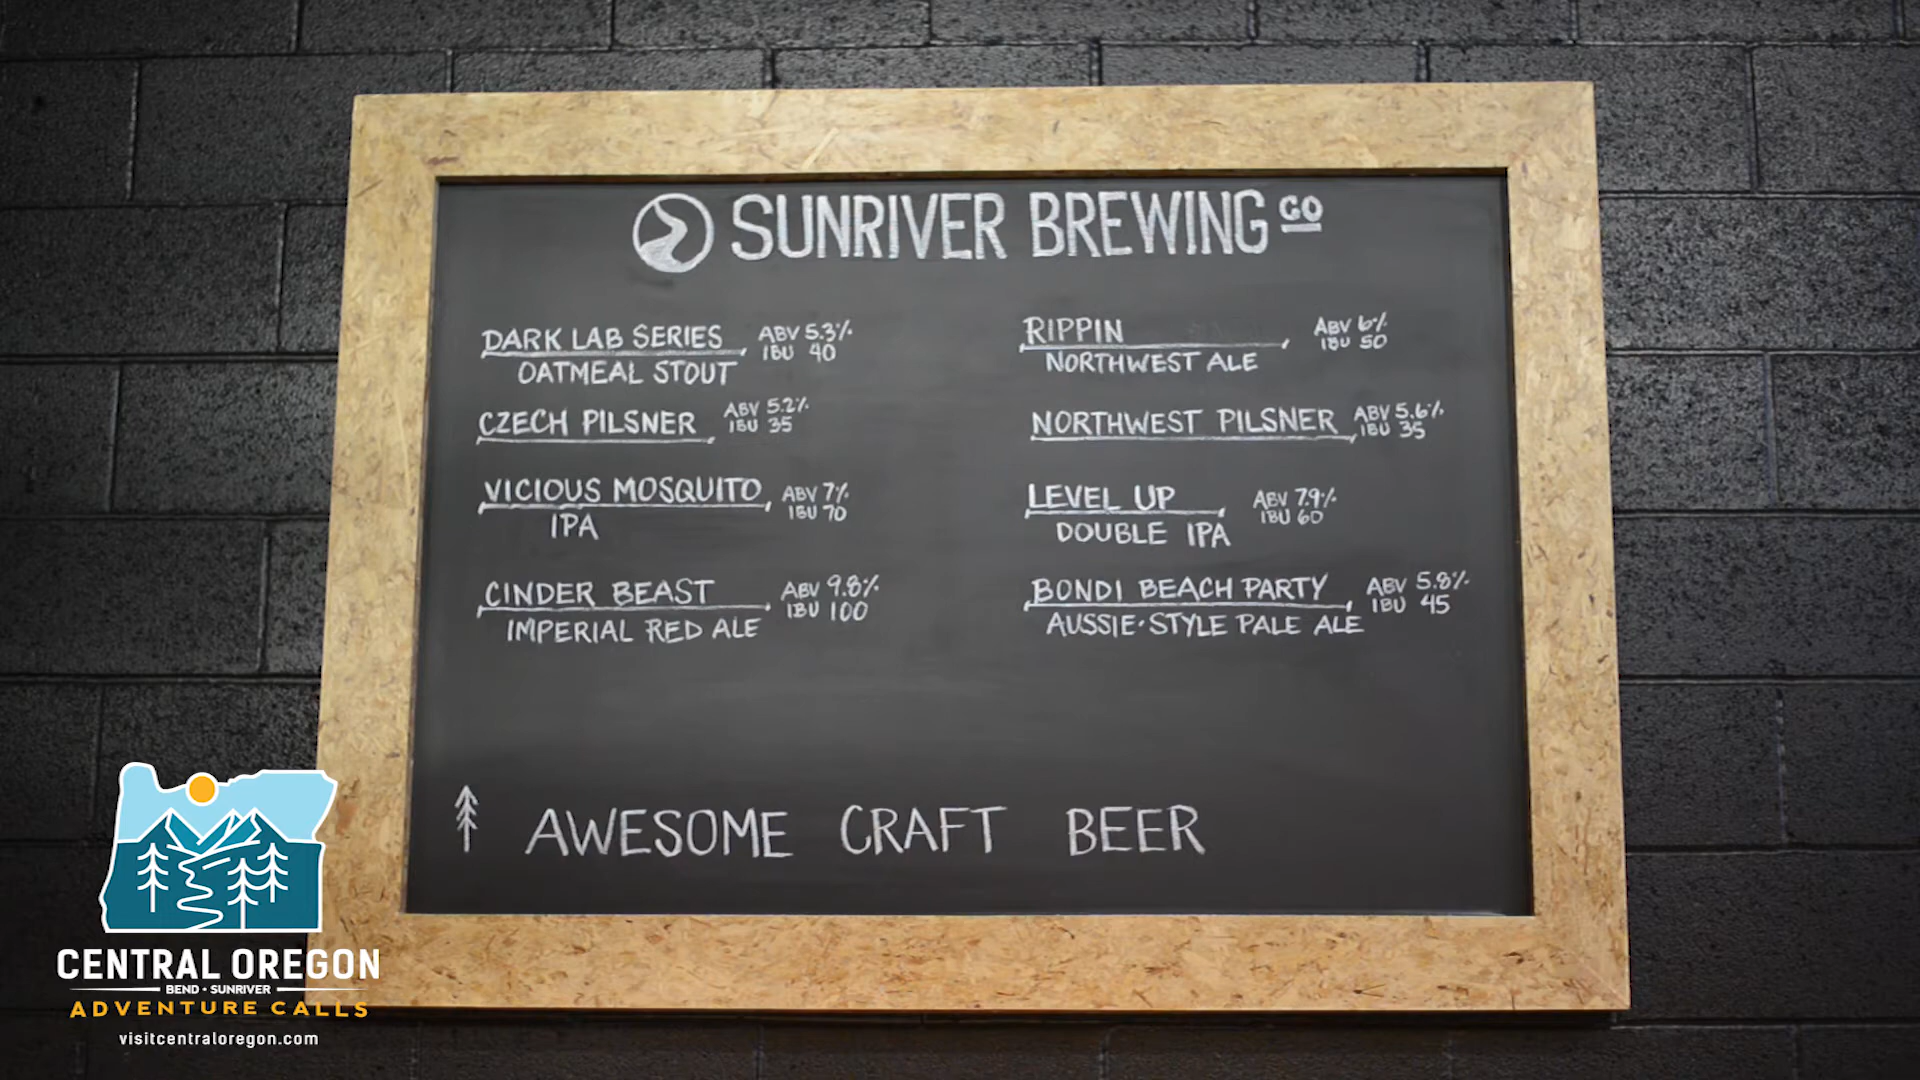 SUNRIVER BREWING CO
DARK LAB SERIES ABV 5.3%
IBU 40
OATMEAL STOUT
CZECH PILSNER ABV 5.2%
IBU 35
VICIOUS MOSQUITO ABV 7%
IBU 70
IPA
CINDER BEAST ABV 9.8%
IBU 100
IMPERIAL RED ALE
RIPPIN ABV 6%
IBU 50
NORTHWEST ALE
NORTHWEST PILSNER ABV 5.6%
IBU 35
LEVEL UP ABV 7.9%
IBU 60
DOUBLE IPA
BONDI BEACH PARTY ABV 5.8%
IBU 45
AUSSIE·STYLE PALE ALE
AWESOME CRAFT BEER
CENTRAL OREGON
BEND • SUNRIVER
ADVENTURE CALLS
visitcentraloregon.com